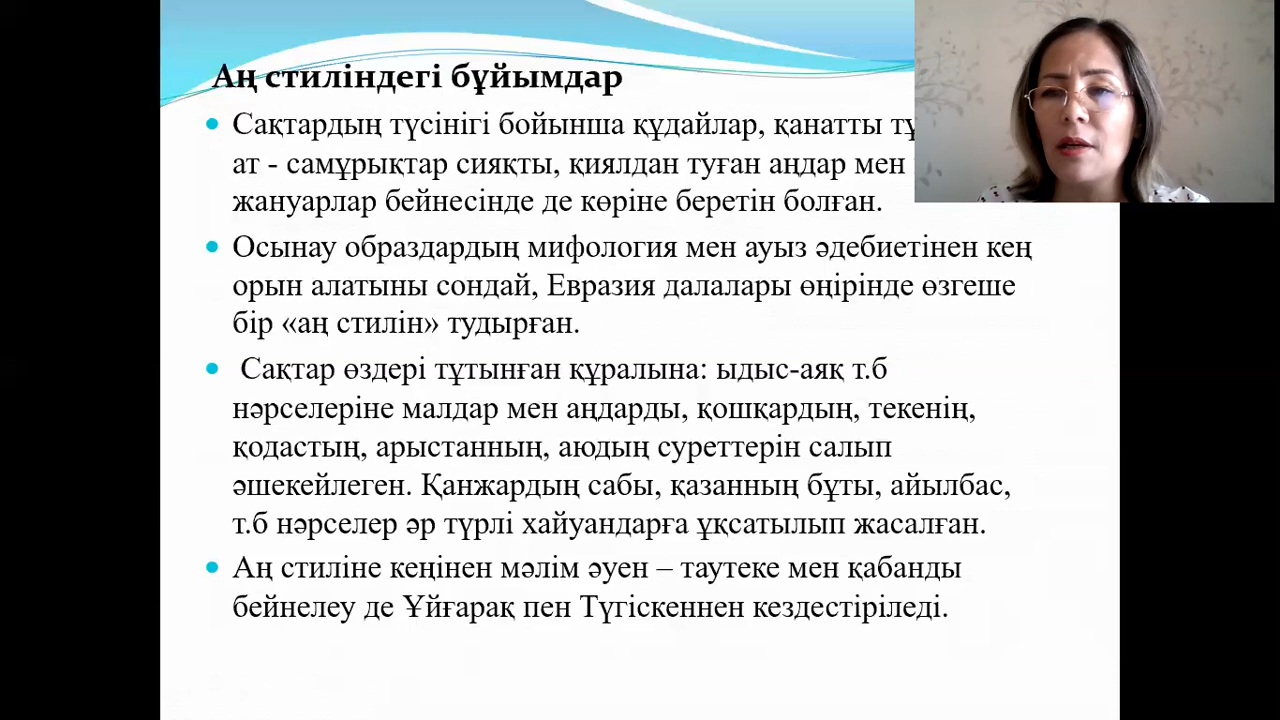 Аң стиліндегі бұйымдар
Сақтардың түсінігі бойынша құдайлар, қанатты
ат - самұрықтар сияқты, қиялдан туған аңдар мен
жануарлар бейнесінде де көріне беретін болған.
Осынау образдардың мифология мен ауыз әдебиетінен кең
орын алатыны сондай, Евразия далалары өңірінде өзгеше
бір «аң стилін» тудырған.
Сақтар өздері тұтынған құралына: ыдыс-аяқ т.б
нәрселеріне малдар мен аңдарды, қошқардың, текенің,
қодастың, арыстанның, аюдың суреттерін салып
әшекейлеген. Қанжардың сабы, қазанның бұты, айылбас,
т.б нәрселер әр түрлі хайуандарға ұқсатылып жасалған.
Аң стиліне кеңінен мәлім әуен – таутеке мен қабанды
бейнелеу де Ұйғарақ пен Түгіскеннен кездестіріледі.